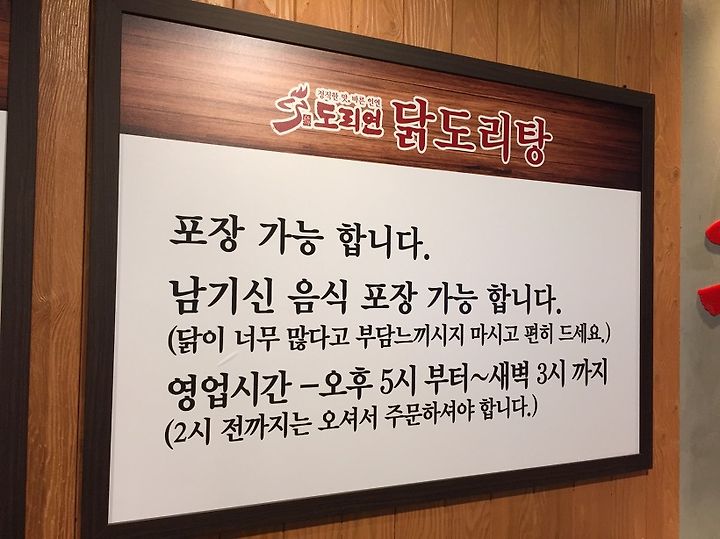 정직한 맛, 바른 인연
도리연 닭도리탕
포장 가능 합니다.
남기신 음식 포장 가능 합니다.
(닭이 너무 많다고 부담느끼시지 마시고 편히 드세요.)
영업시간 -오후 5시 부터~새벽 3시 까지
(2시 전까지는 오셔서 주문하셔야 합니다.)